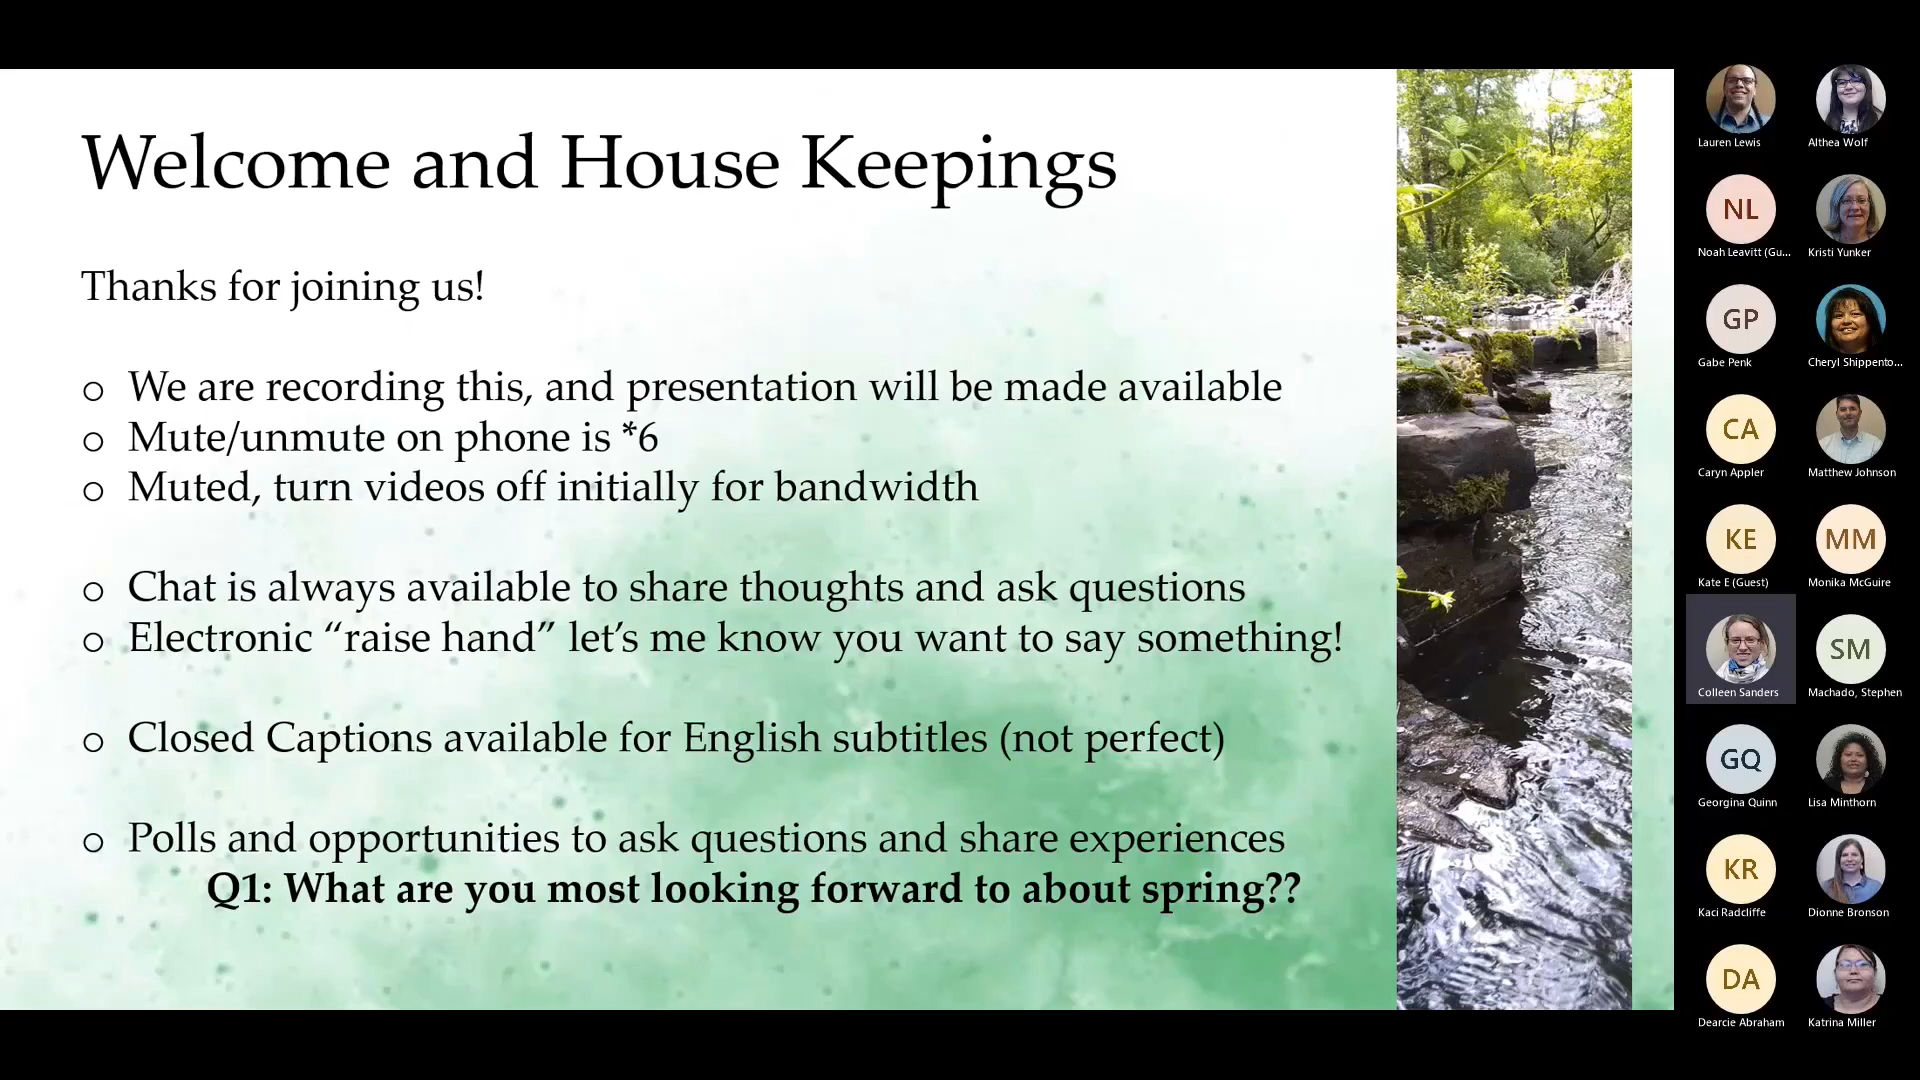 Welcome and House Keepings
Thanks for joining us!
o We are recording this, and presentation will be made available
o Mute/unmute on phone is *6
o Muted, turn videos off initially for bandwidth
o Chat is always available to share thoughts and ask questions
o Electronic “raise hand” let’s me know you want to say something!
o Closed Captions available for English subtitles (not perfect)
o Polls and opportunities to ask questions and share experiences
Q1: What are you most looking forward to about spring??
Lauren Lewis
Althea Wolf
NL
Noah Leavitt (Gu...
Kristi Yunker
GP
Gabe Penk
Cheryl Shippento...
CA
Caryn Appler
Matthew Johnson
KE
Kate E (Guest)
MM
Monika McGuire
Colleen Sanders
SM
Machado, Stephen
GQ
Georgina Quinn
Lisa Minthorn
KR
Kaci Radcliffe
Dionne Bronson
DA
Dearcie Abraham
Katrina Miller